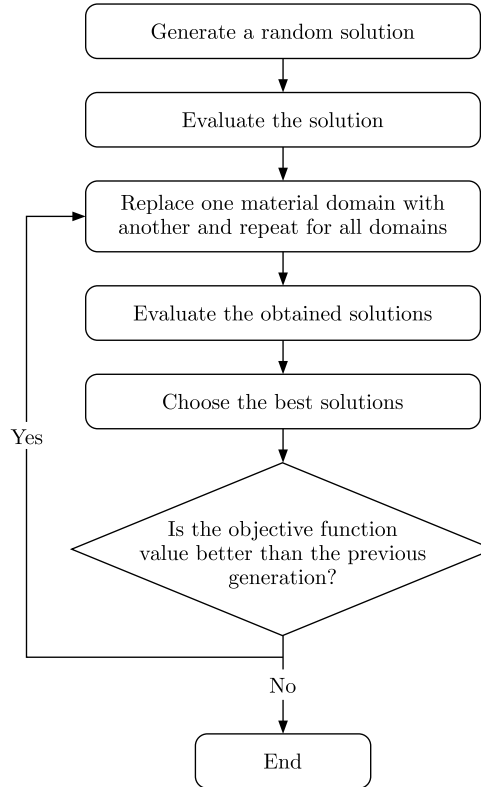 Generate a random solution
Evaluate the solution
Replace one material domain with
another and repeat for all domains
Evaluate the obtained solutions
Choose the best solutions
Yes
Is the objective function
value better than the previous
generation?
No
End